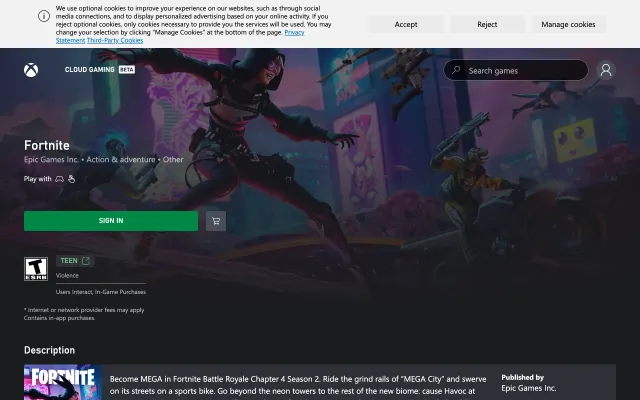 We use optional cookies to improve your experience on our websites, such as through social
media connections, and to display personalized advertising based on your online activity. If you
reject optional cookies, only cookies necessary to provide you the services will be used. You may
change your selection by clicking "Manage Cookies" at the bottom of the page. Privacy
Statement Third-Party Cookies
Accept
Reject
Manage cookies
CLOUD GAMING BETA
Search games
Fortnite
Epic Games Inc. • Action & adventure • Other
Play with
SIGN IN
T
ESRB
TEEN
Violence
Users Interact, In-Game Purchases
* Internet or network provider fees may apply
Contains in-app purchases.
Description
FORTNITE
Become MEGA in Fortnite Battle Royale Chapter 4 Season 2. Ride the grind rails of "MEGA City" and swerve
on its streets on a sports bike. Go beyond the neon towers to the rest of the new biome: cause Havoc at
Published by
Epic Games Inc.